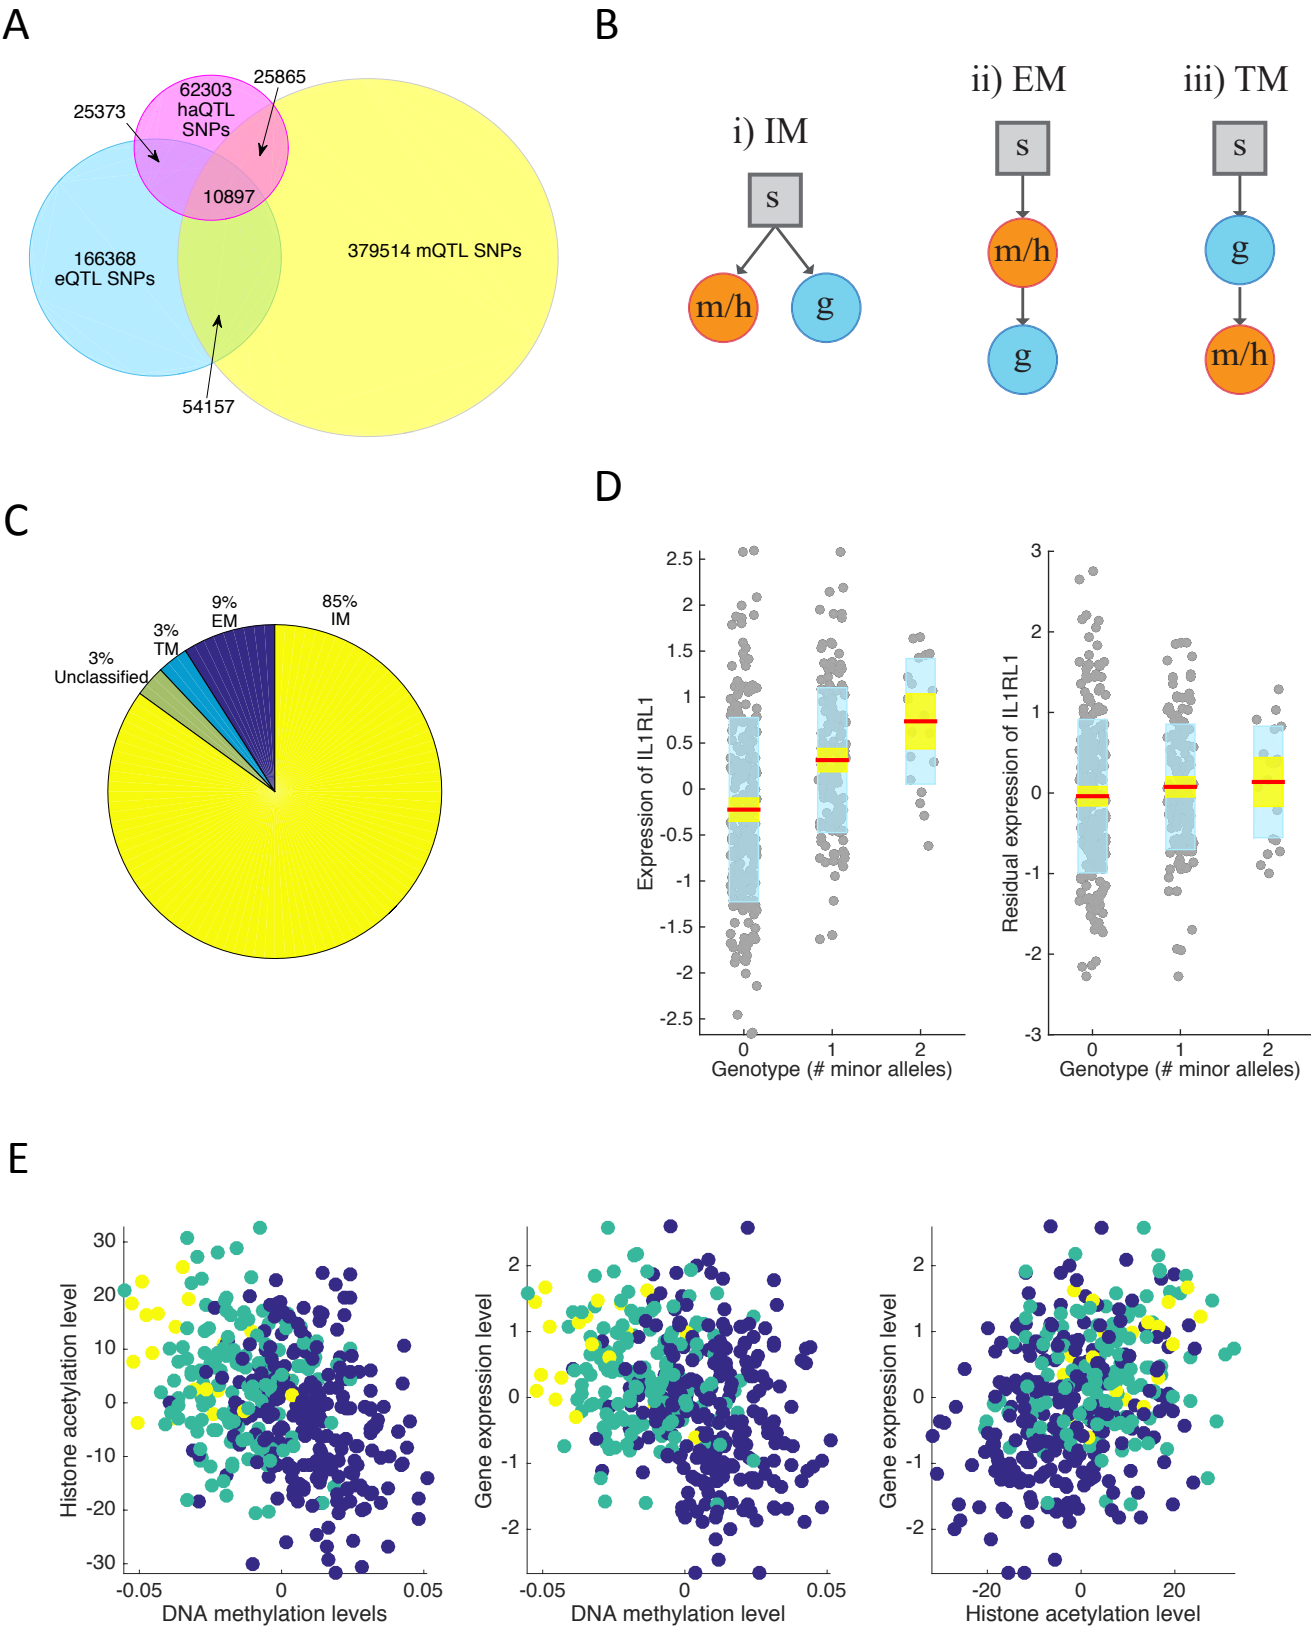 A
62303
haQTL
SNPs
25865
25373
10897
166368
eQTL SNPs
379514 mQTL SNPs
54157
B
i) IM
s
m/h
g
ii) EM
s
m/h
g
iii) TM
s
g
m/h
C
85%
IM
9%
EM
3%
TM
3%
Unclassified
D
Expression of IL1RL1
2.5
2
1.5
1
0.5
0
-0.5
-1
-1.5
-2
-2.5
0
1
2
Genotype (# minor alleles)
Residual expression of IL1RL1
3
2
1
0
-1
-2
-3
0
1
2
Genotype (# minor alleles)
E
Histone acetylation level
30
20
10
0
-10
-20
-30
-0.05
0
0.05
DNA methylation levels
Gene expression level
2
1
0
-1
-2
-0.05
0
0.05
DNA methylation level
Gene expression level
2
1
0
-1
-2
-20
0
20
Histone acetylation level